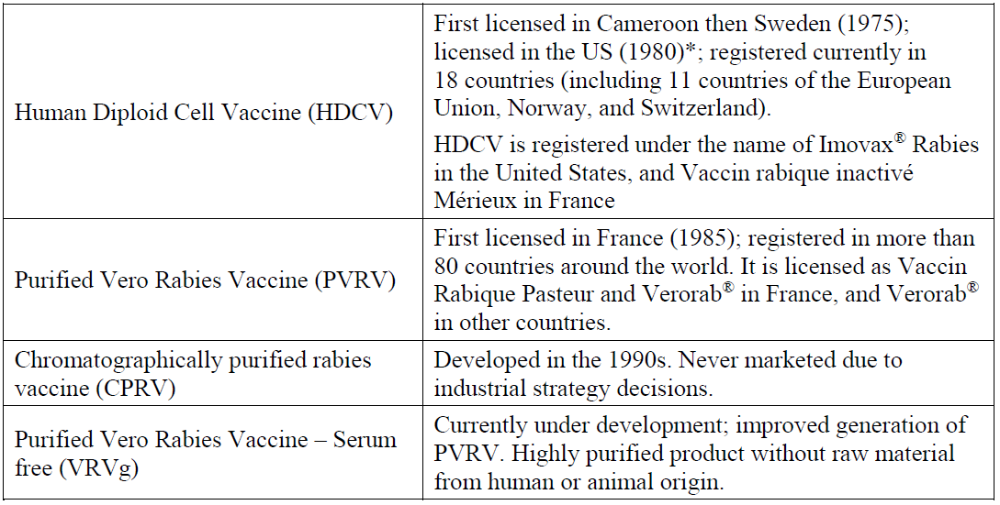 Human Diploid Cell Vaccine (HDCV)
First licensed in Cameroon then Sweden (1975);
licensed in the US (1980)*; registered currently in
18 countries (including 11 countries of the European
Union, Norway, and Switzerland).
HDCV is registered under the name of Imovax® Rabies
in the United States, and Vaccin rabique inactivé
Mérieux in France
Purified Vero Rabies Vaccine (PVRV)
First licensed in France (1985); registered in more than
80 countries around the world. It is licensed as Vaccin
Rabique Pasteur and Verorab® in France, and Verorab®
in other countries.
Chromatographically purified rabies
vaccine (CPRV)
Developed in the 1990s. Never marketed due to
industrial strategy decisions.
Purified Vero Rabies Vaccine – Serum
free (VRVg)
Currently under development; improved generation of
PVRV. Highly purified product without raw material
from human or animal origin.